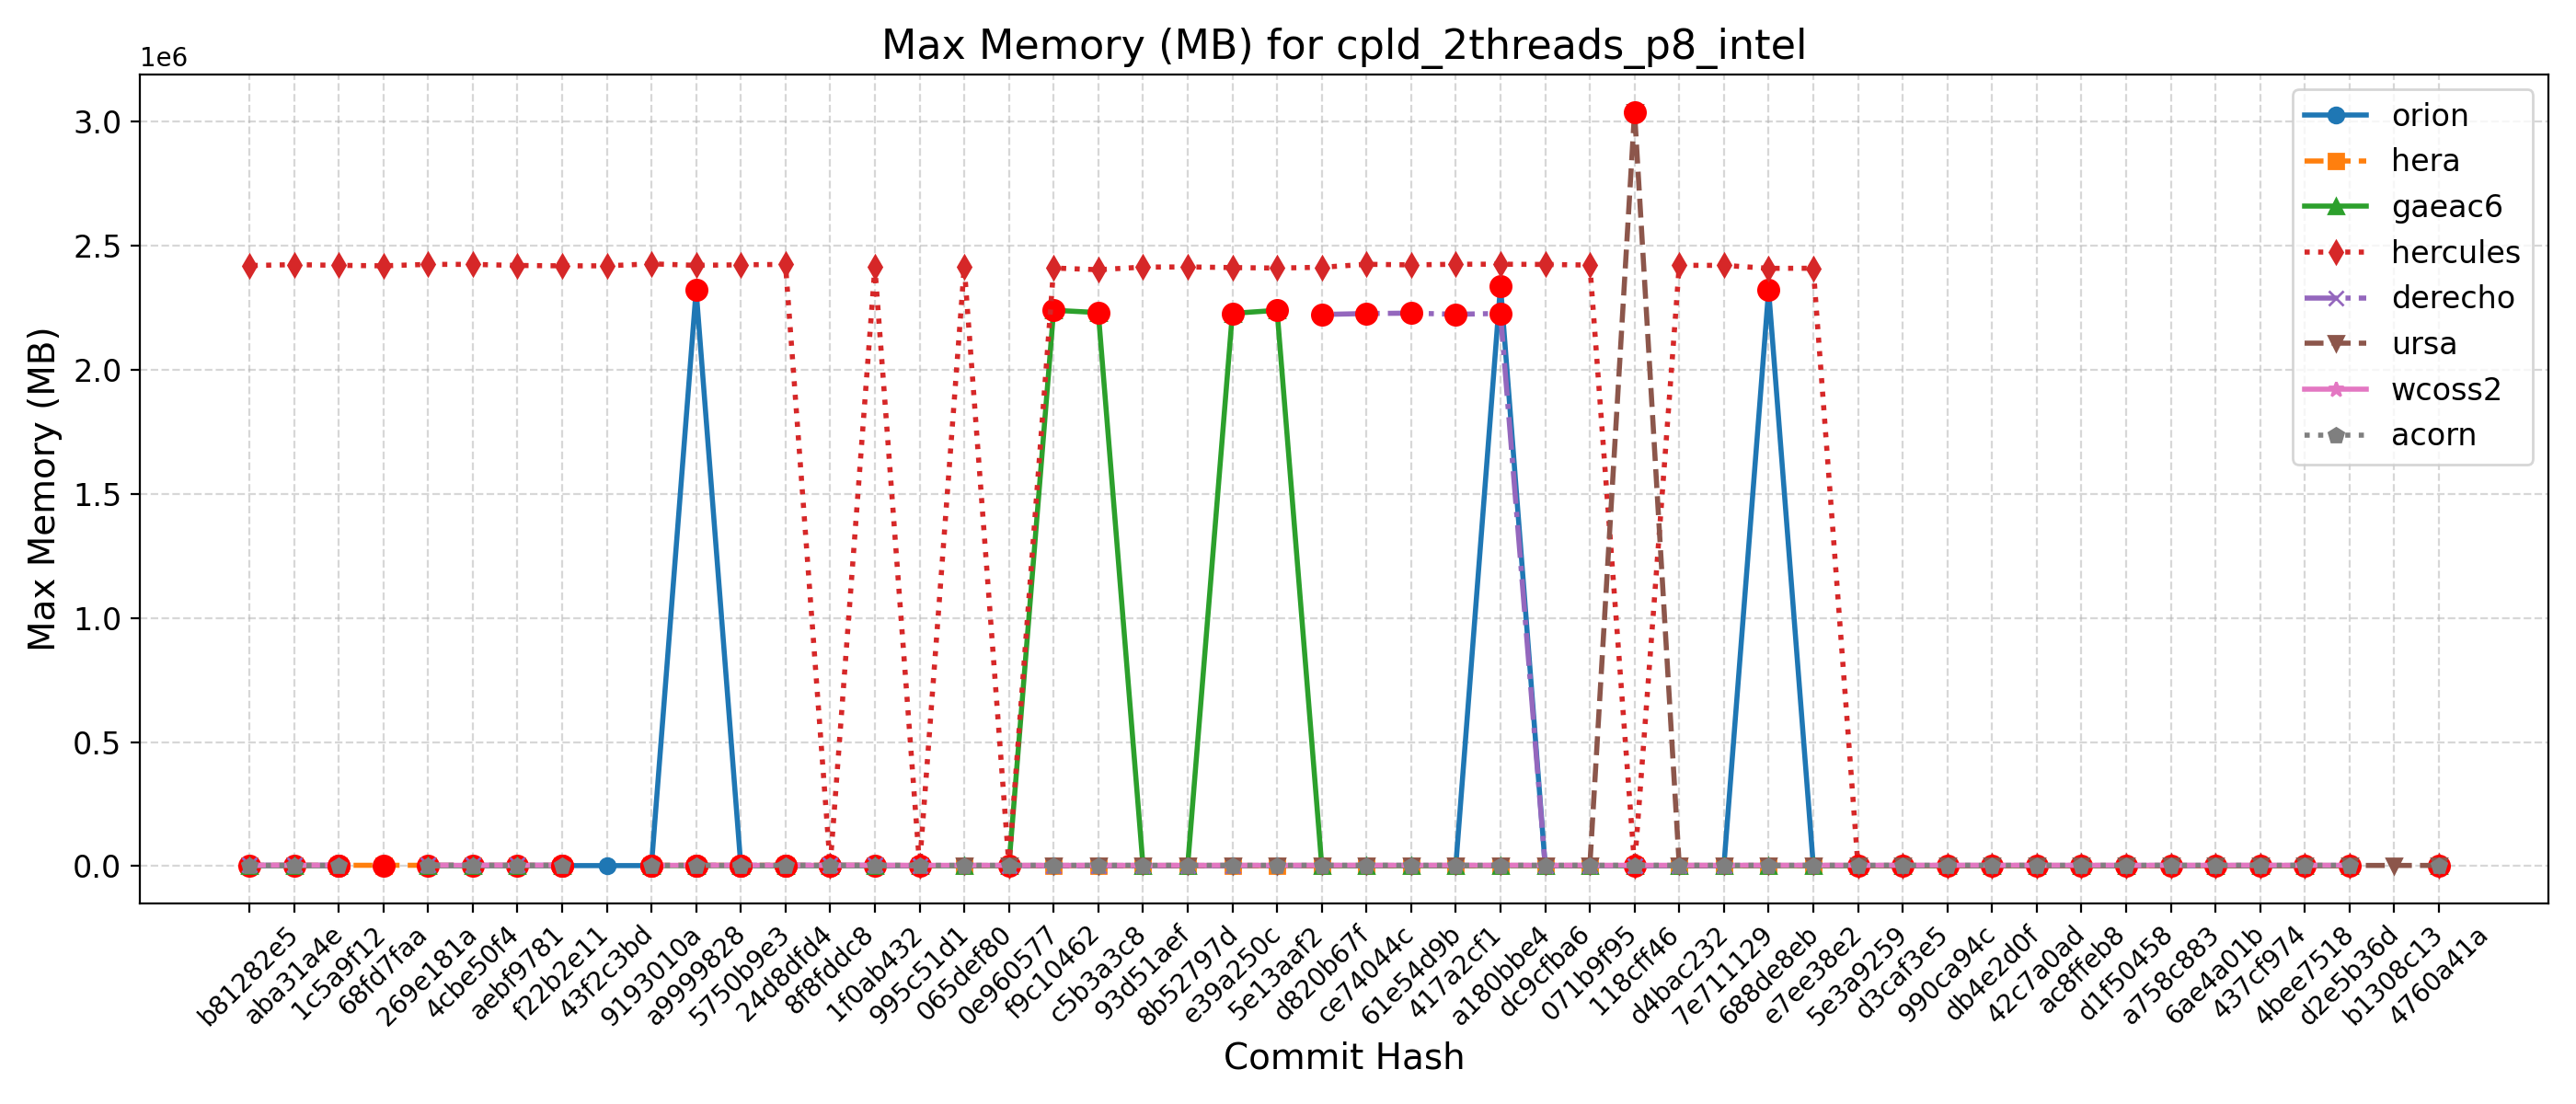 Max Memory (MB) for cpld_2threads_p8_intel
1e6
3.0
2.5
2.0
1.5
1.0
0.5
0.0
Max Memory (MB)
orion
hera
gaeac6
hercules
derecho
ursa
wcoss2
acorn
b81282e5
aba31a4e
1c5a9f12
68fd7faa
269e181a
4cbe50f4
aebf9781
f22b2e11
43f2c3bd
9193010a
a9999828
5750b9e3
24d8dfd4
8f8fddc8
1f0ab432
995c51d1
065def80
0e960577
f9c10462
c5b3a3c8
93d51aef
8b52797d
e39a250c
5e13aaf2
d820b67f
ce74044c
61e54d9b
417a2cf1
a180bbe4
dc9cfba6
071b9f95
118cff46
d4bac232
7e711129
688de8eb
e7ee38e2
5e3a9259
d3caf3e5
990ca94c
db4e2d0f
42c7a0ad
ac8ffeb8
d1f50458
a758c883
6ae4a01b
437cf974
4bee7518
d2e5b36d
b1308c13
4760a41a
Commit Hash